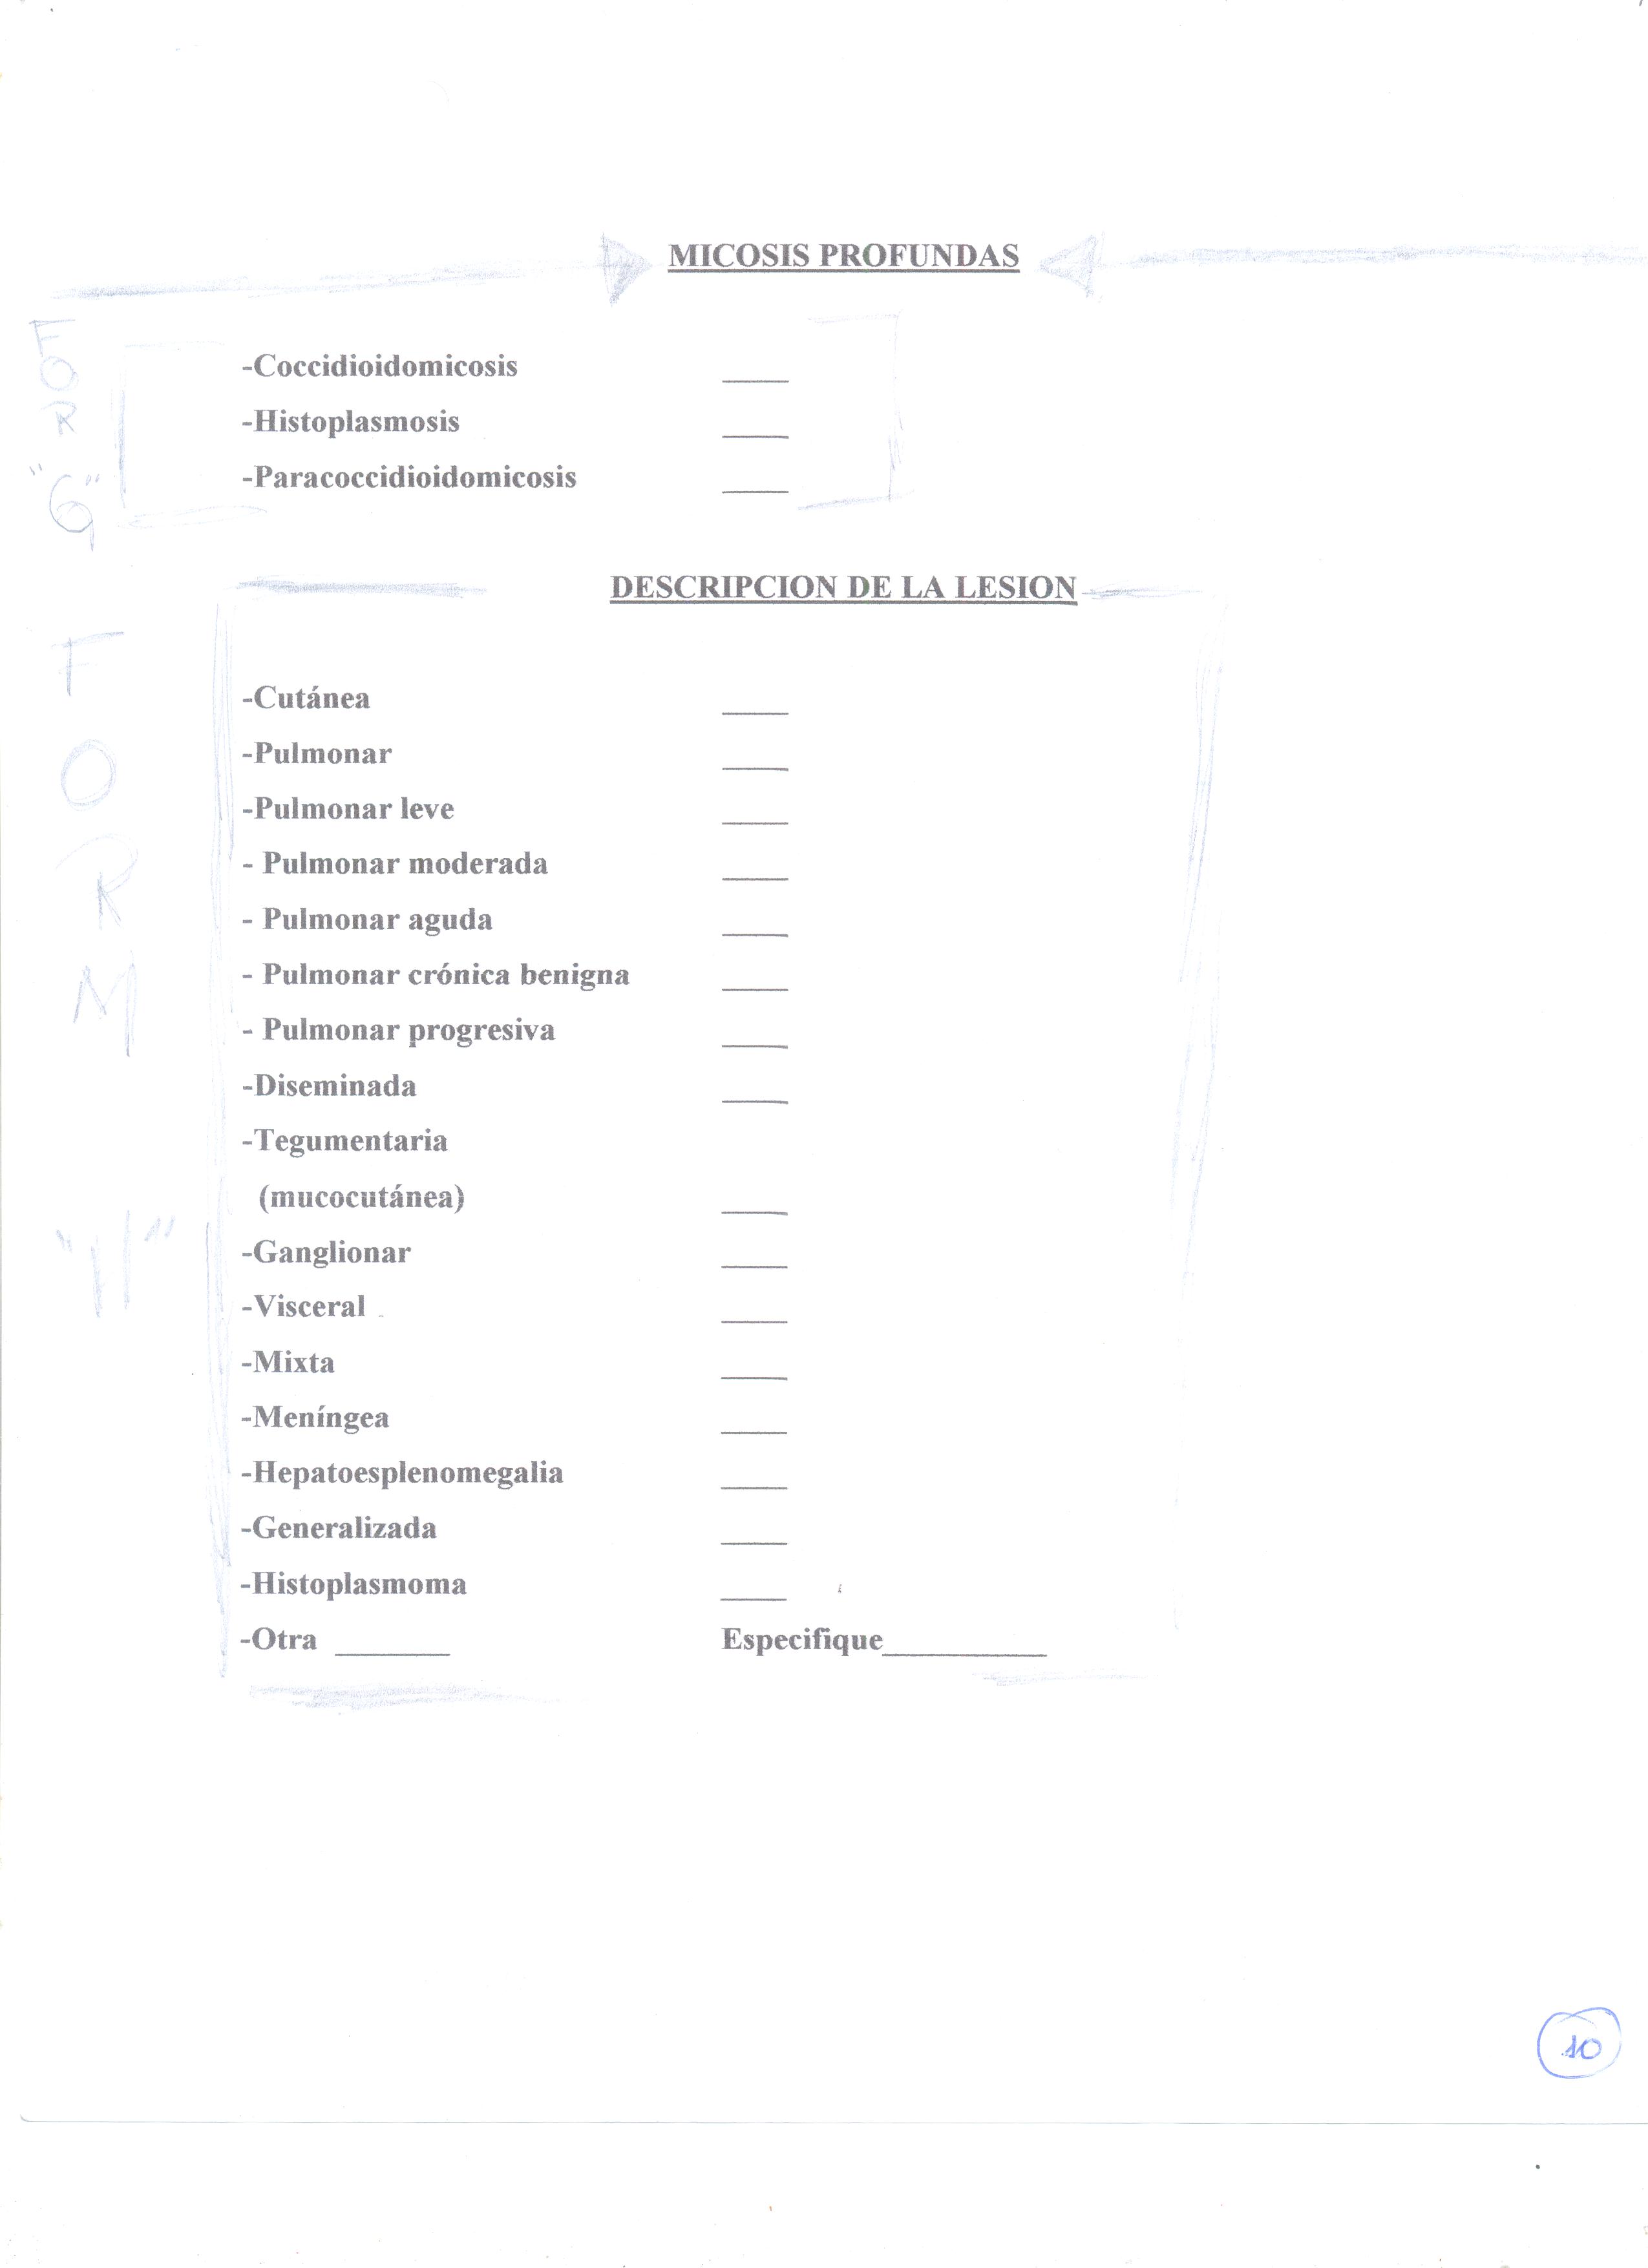 MICOSIS PROFUNDAS
FOR
"G"
-Coccidioidomicosis ____
-Histoplasmosis ____
-Paracoccidioidomicosis ____
DESCRIPCION DE LA LESION
FORM
-Cutánea ____
-Pulmonar ____
-Pulmonar leve ____
- Pulmonar moderada ____
- Pulmonar aguda ____
- Pulmonar crónica benigna ____
- Pulmonar progresiva ____
-Diseminada ____
-Tegumentaria
(mucocutánea) ____
-Ganglionar ____
-Visceral ____
-Mixta ____
-Meníngea ____
-Hepatoesplenomegalia ____
-Generalizada ____
-Histoplasmoma ____
-Otra _______ Especifique__________
10